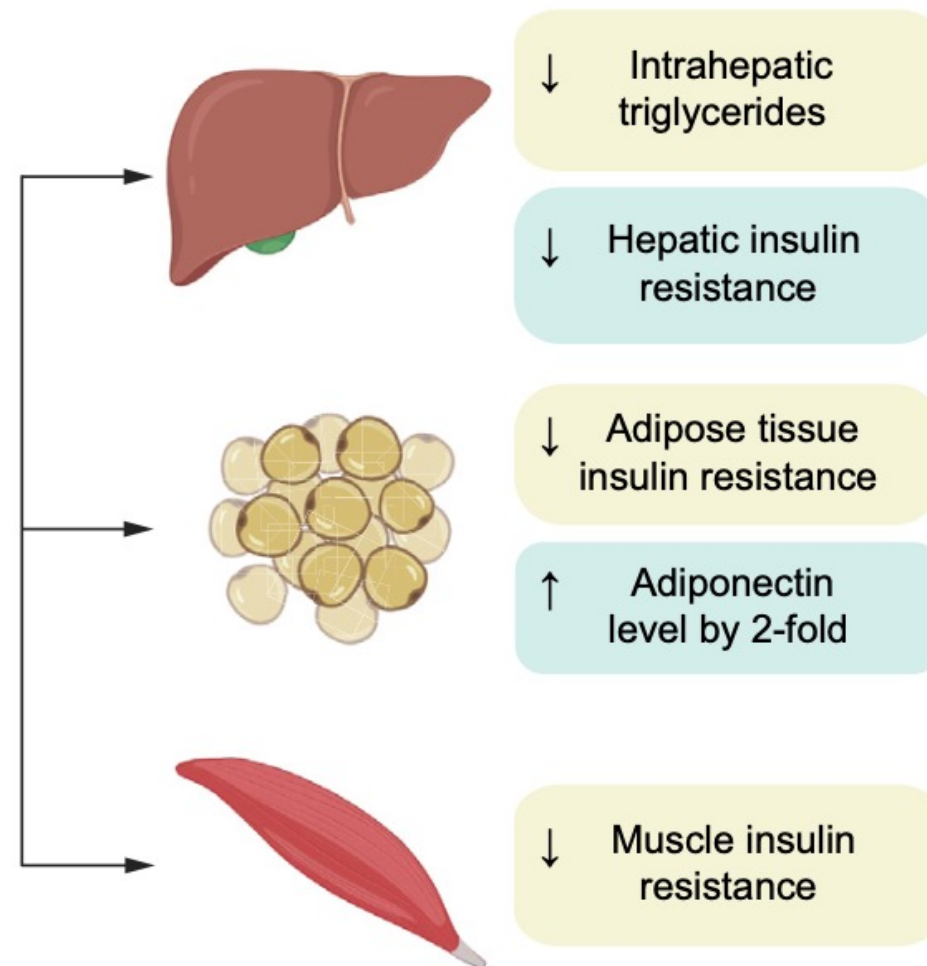 ↓ Intrahepatic
triglycerides
↓ Hepatic insulin
resistance
↓ Adipose tissue
insulin resistance
↑ Adiponectin
level by 2-fold
↓ Muscle insulin
resistance